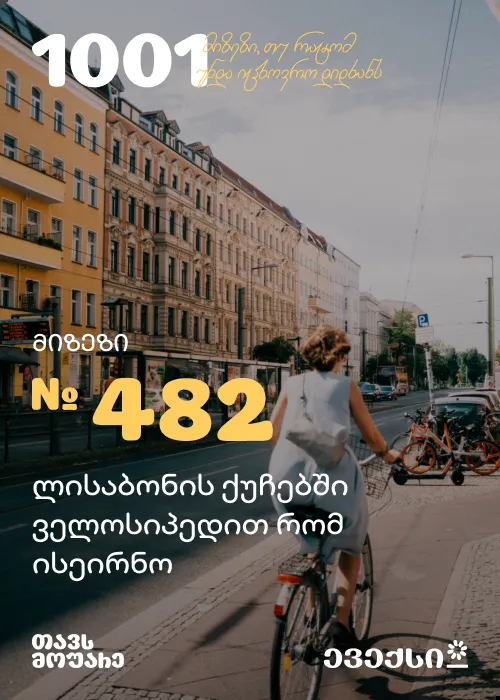 1001 მიზეზი, თუ რატომ
უნდა იცხოვრო დიდხანს
მიზეზი
№ 482
ლისაბონის ქუჩებში
ველოსიპედით რომ
ისეირნო
თავს
მოუარე
ევექსი
P